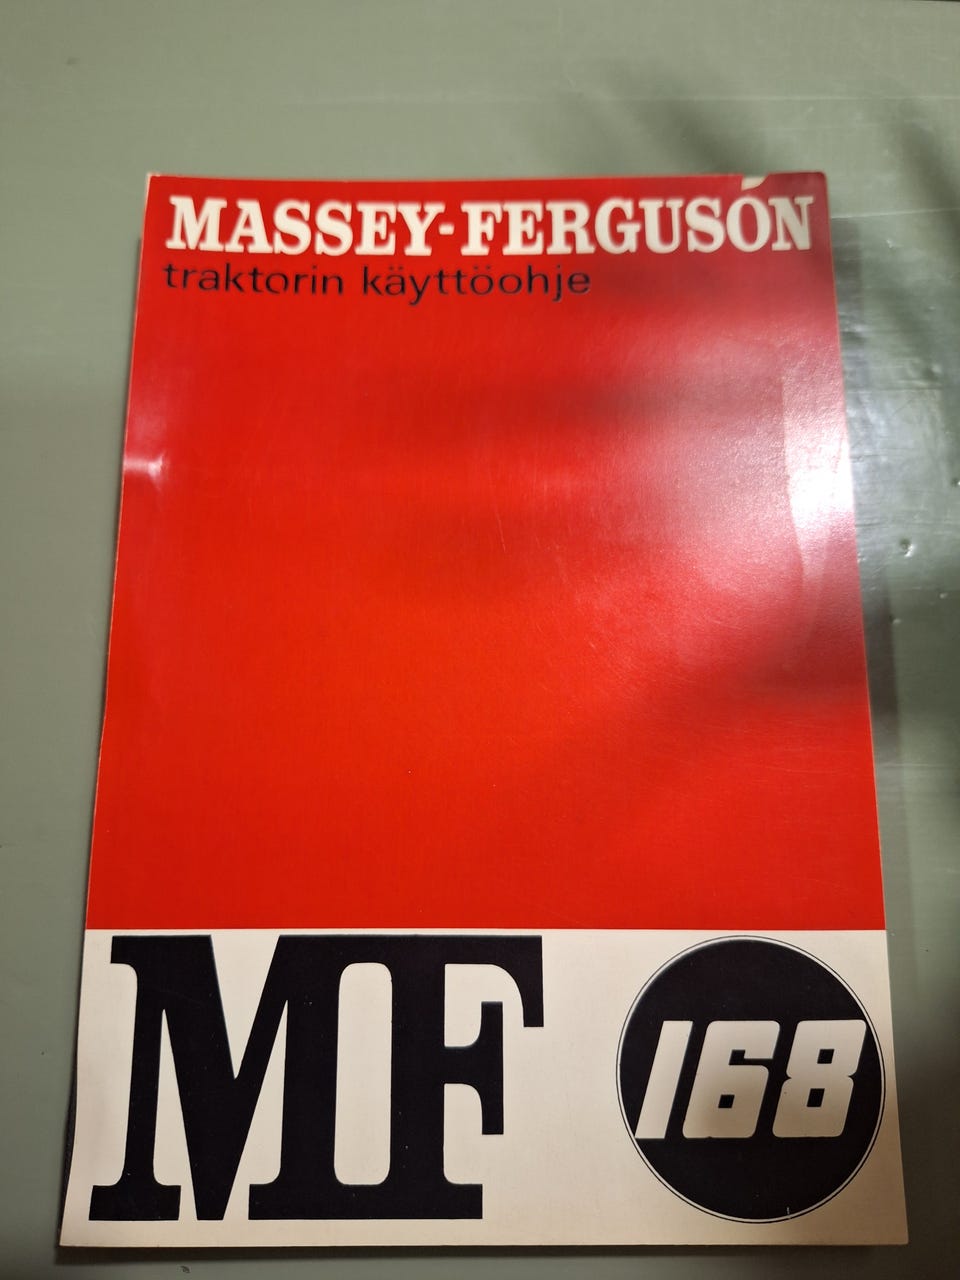 MASSEY-FERGUSON
traktorin käyttöohje
MF
168